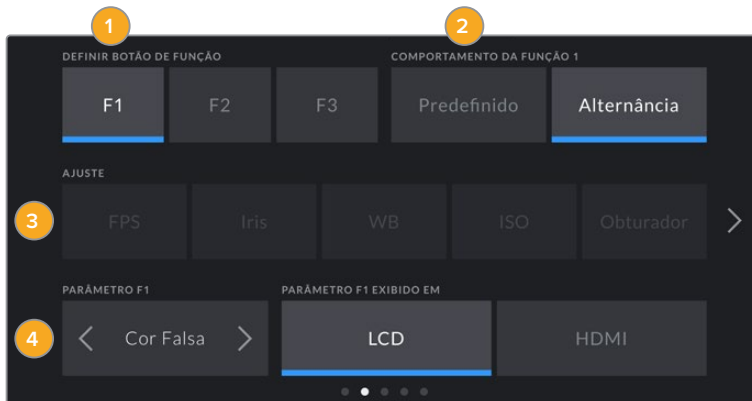 1
2
DEFINIR BOTÃO DE FUNÇÃO
COMPORTAMENTO DA FUNÇÃO 1
F1
F2
F3
Predefinido
Alternância
AJUSTE
3
FPS
Iris
WB
ISO
Obturador
PARÂMETRO F1
PARÂMETRO F1 EXIBIDO EM
4
Cor Falsa
LCD
HDMI